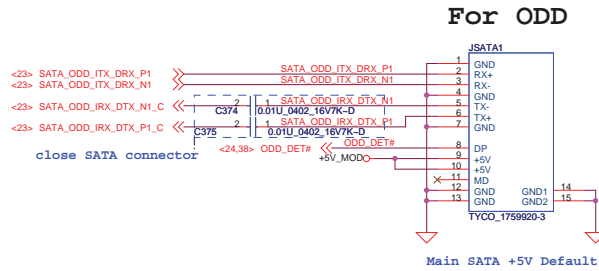 For ODD
JSATA1
<23> SATA_ODD_ITX_DRX_P1 SATA_ODD_ITX_DRX_P1 1 GND
2 RX+
<23> SATA_ODD_ITX_DRX_N1 SATA_ODD_ITX_DRX_N1 3 RX-
4 GND
<23> SATA_ODD_IRX_DTX_N1_C 2 1 SATA_ODD_IRX_DTX_N1 5 TX-
C374 0.01U_0402_16V7K~D 6 TX+
<23> SATA_ODD_IRX_DTX_P1_C 2 1 SATA_ODD_IRX_DTX_P1 7 GND
C375 0.01U_0402_16V7K~D
close SATA connector
<24,38> ODD_DET# ODD_DET# 8 DP
+5V_MOD 9 +5V
10 +5V
11 MD
12 GND GND1 14
13 GND GND2 15
TYCO_1759920-3
Main SATA +5V Default